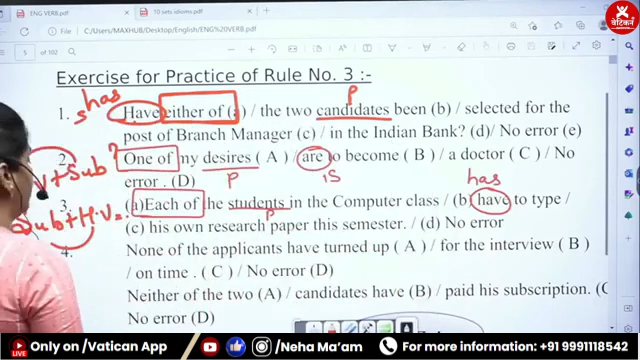 ENG VERB.pdf
10 sets idioms.pdf
File C:/Users/MAXHUB/Desktop/English/ENG%20VERB.pdf
5
Exercise for Practice of Rule No. 3 :-
has
P
1. Have either of (a) / the two candidates been (b) / selected for the
S
post of Branch Manager (c) / in the Indian Bank? (d)/ No error (e)
2. One of my desires ( A ) / are to become ( B ) / a doctor ( C ) / No
?
V+Sub
P
is
error . (D)
has
3. (a)Each of the students in the Computer class / (b) have to type /
P
Sub+H.V=.
(c) his own research paper this semester. / (d) No error
4.
None of the applicants have turned up ( A ) / for the interview ( B )
/ on time . ( C ) / No error (D)
Neither of the two (A) / candidates have (B) / paid his subscription. (C
No error (D)
वेटिकन
LIVE Only on /Vatican App
/Neha Ma'am
For more information: +91 9991118542